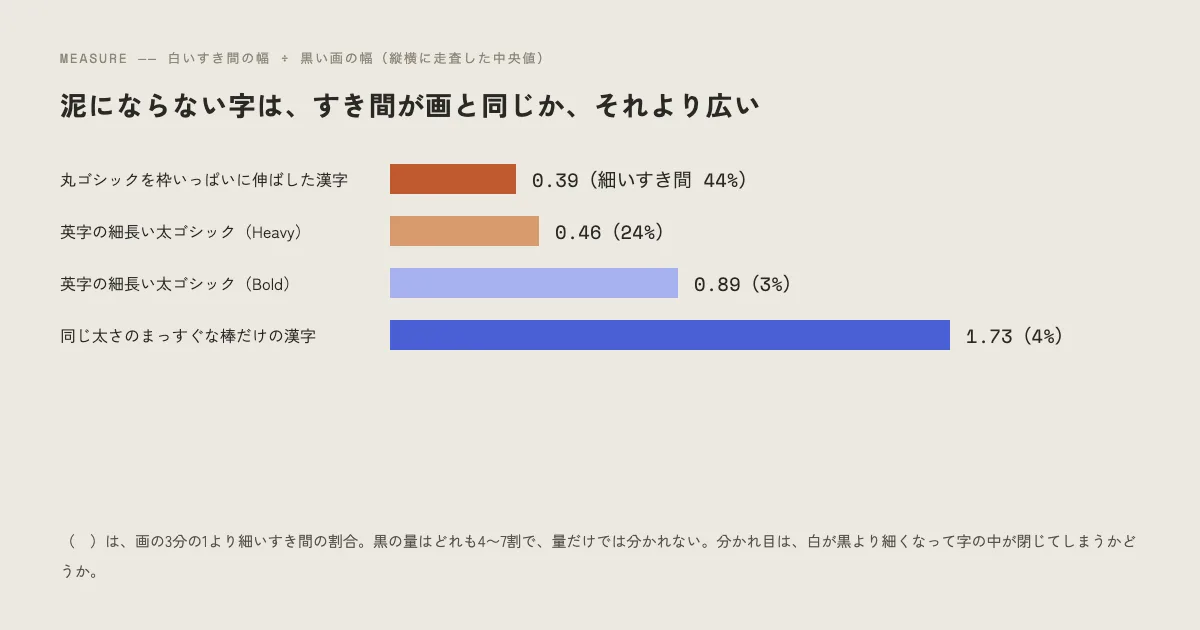 MEASURE —— 白いすき間の幅 ÷ 黒い画の幅（縦横に走査した中央値）
泥にならない字は、すき間が画と同じか、それより広い
丸ゴシックを枠いっぱいに伸ばした漢字 0.39（細いすき間 44%）
英字の細長い太ゴシック（Heavy） 0.46（24%）
英字の細長い太ゴシック（Bold） 0.89（3%）
同じ太さのまっすぐな棒だけの漢字 1.73（4%）
（　）は、画の3分の1より細いすき間の割合。黒の量はどれも4〜7割で、量だけでは分かれない。分かれ目は、白が黒より細くなって字の中が閉じてしまうかど
うか。